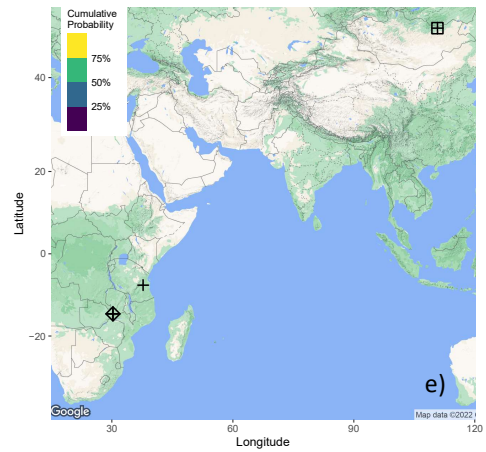 Cumulative
Probability
75%
50%
25%
Latitude
40
20
0
−20
e)
Google
Map data ©2022
30
60
90
120
Longitude